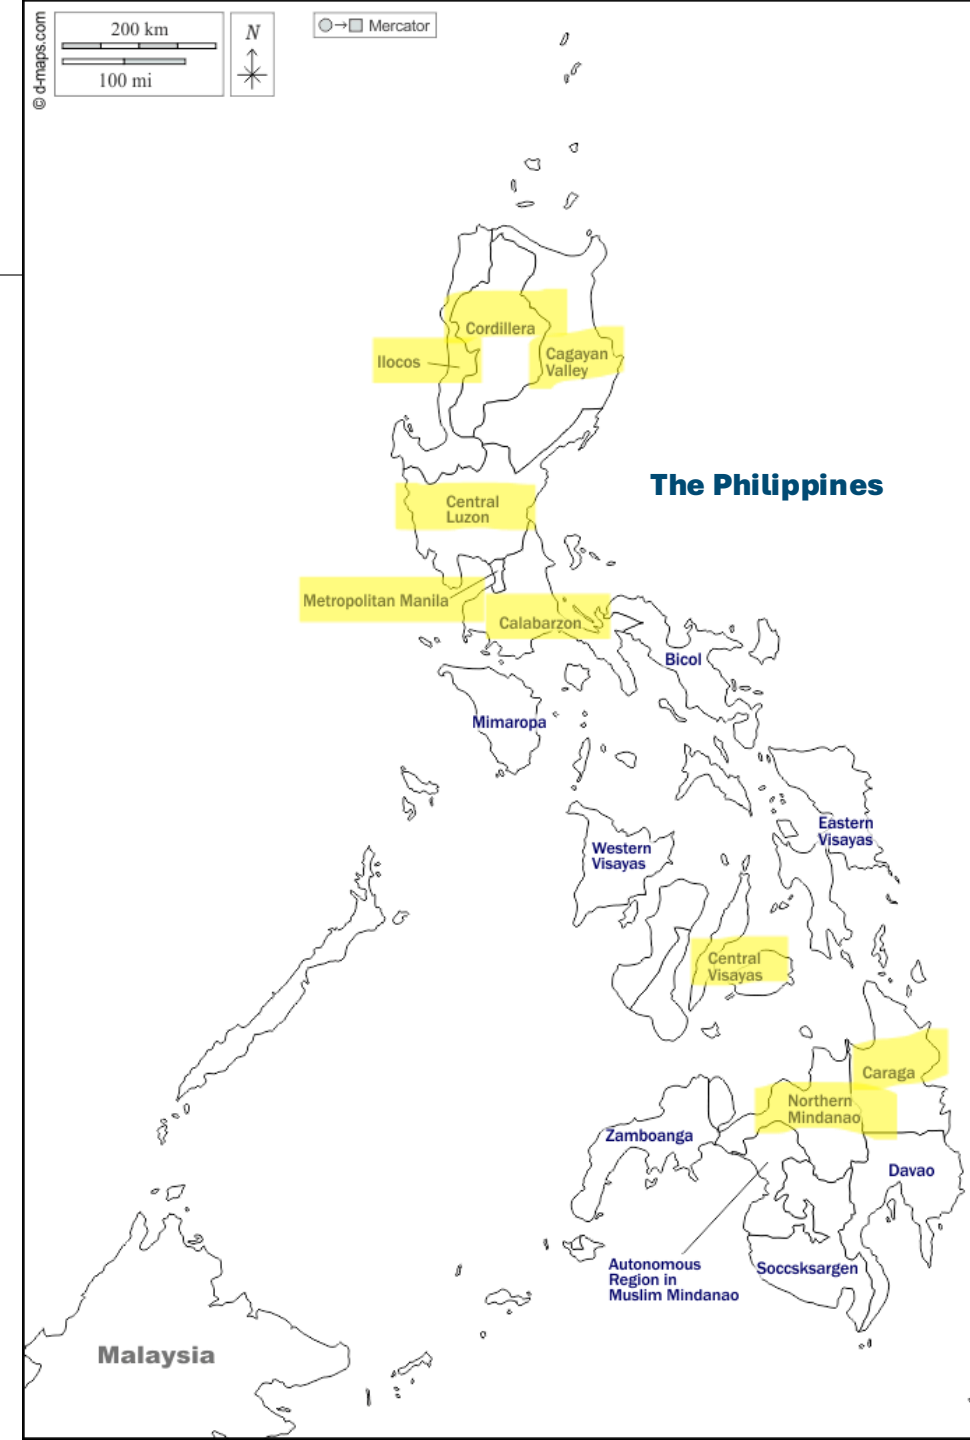 © d-maps.com
200 km
100 mi
N
Mercator
Cordillera
Ilocos
Cagayan
Valley
The Philippines
Central
Luzon
Metropolitan Manila
Calabarzon
Bicol
Mimaropa
Eastern
Visayas
Western
Visayas
Central
Visayas
Caraga
Northern
Mindanao
Zamboanga
Davao
Autonomous
Region in
Muslim Mindanao
Soccsksargen
Malaysia